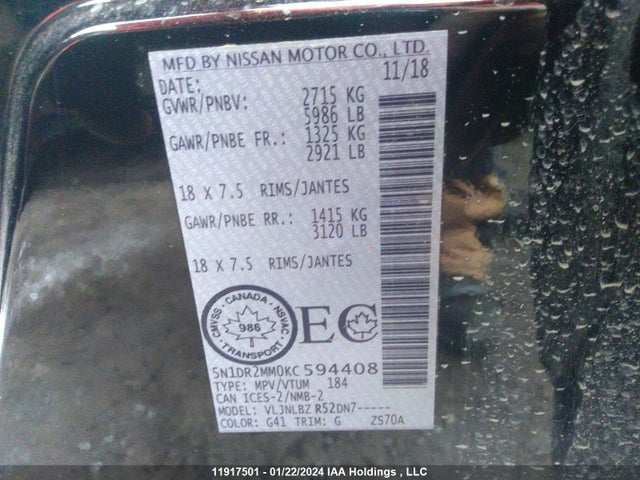 MFD BY NISSAN MOTOR CO., LTD.
DATE: 11/18
GVWR/PNBV: 2715 KG
5986 LB
GAWR/PNBE FR.: 1325 KG
2921 LB
18 X 7.5 RIMS/JANTES
GAWR/PNBE RR.: 1415 KG
3120 LB
18 X 7.5 RIMS/JANTES
CANADA
CMVSS NSVAC
986
TRANSPORT
EC
5N1DR2MM0KC594408
TYPE: MPV/VTUM 184
CAN ICES-2/NMB-2
MODEL: VLJNLBZ R52DN7-----
COLOR: G41 TRIM: G ZS70A
11917501 - 01/22/2024 IAA Holdings , LLC